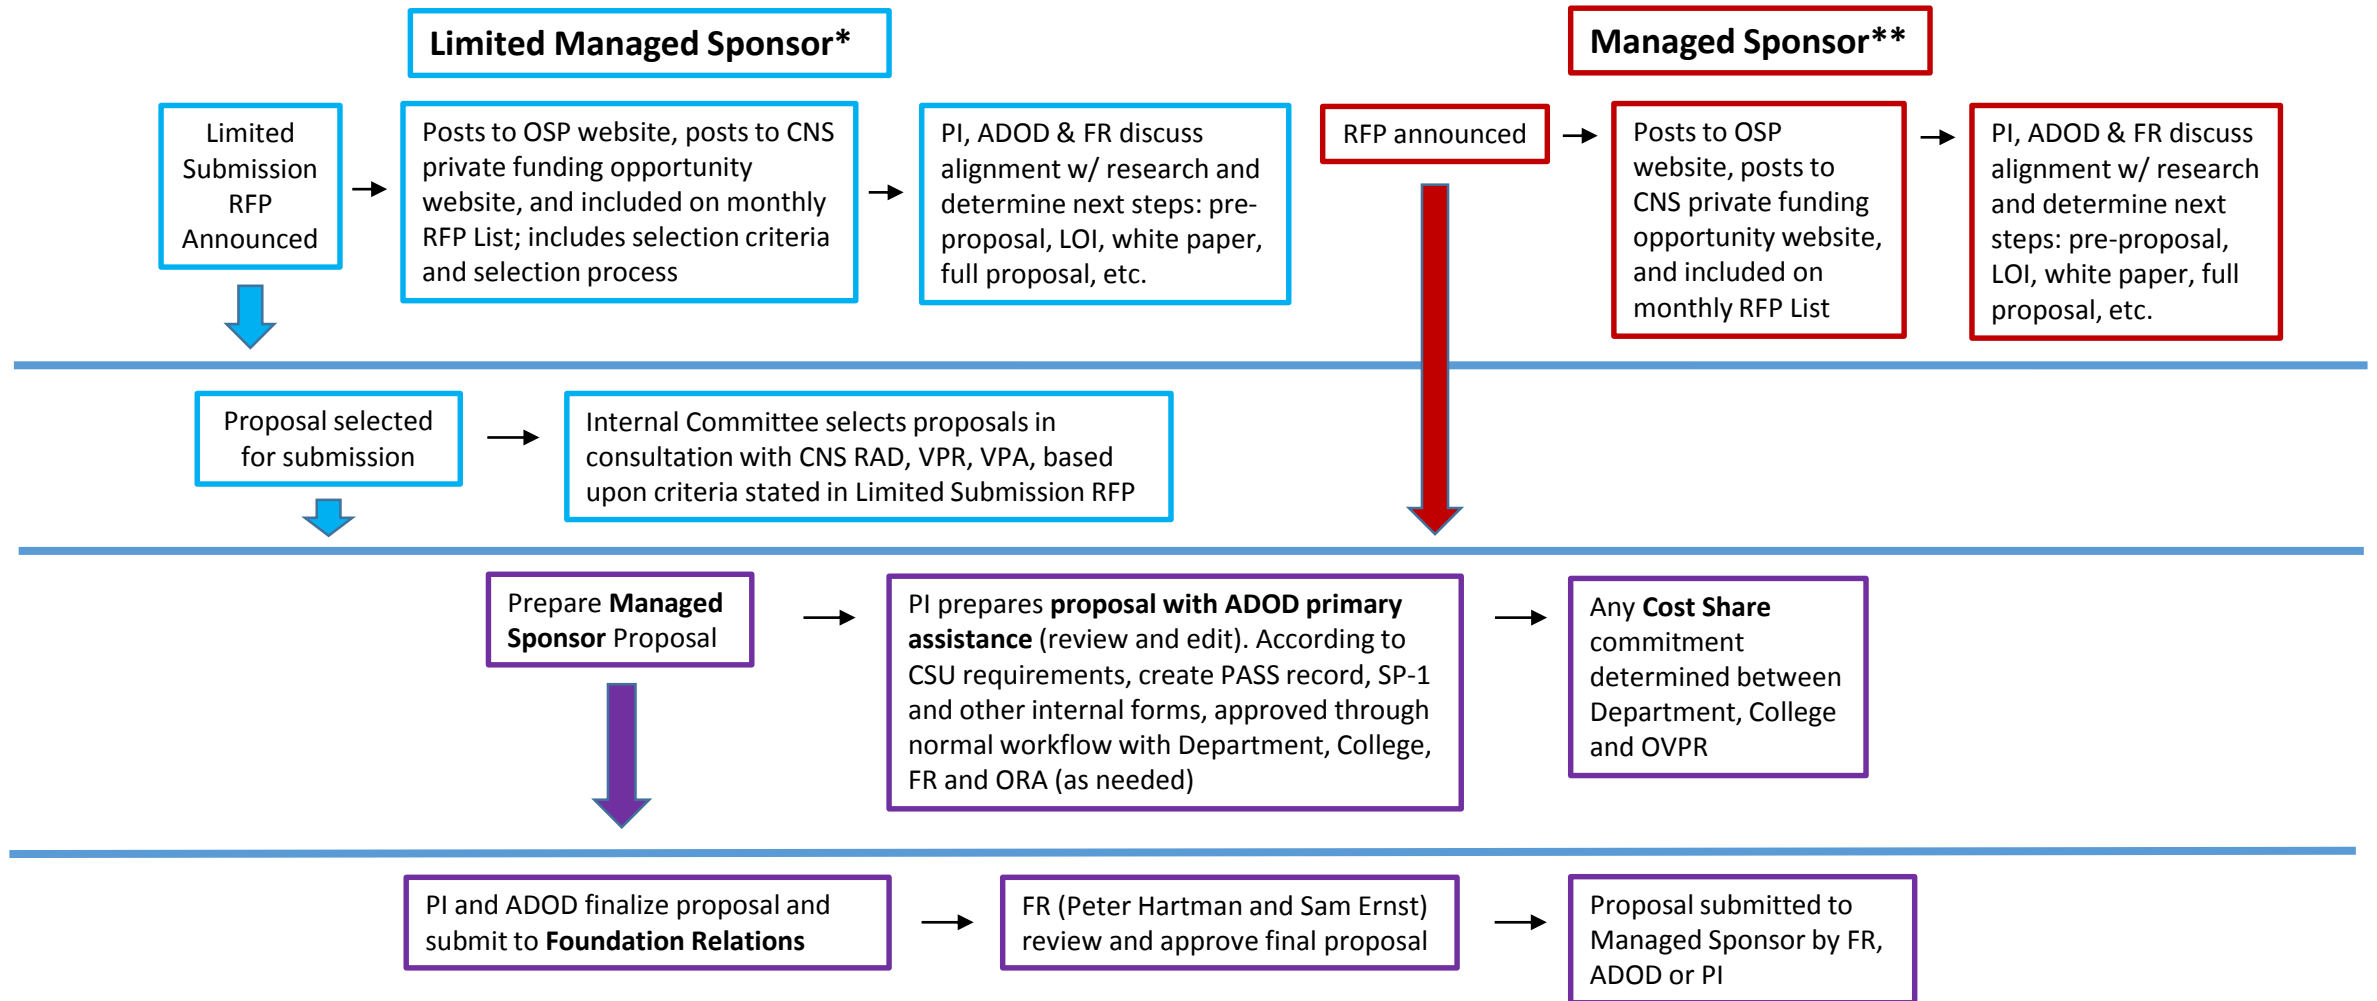 Limited Managed Sponsor*
Managed Sponsor**
Limited
Submission
RFP
Announced
Posts to OSP website, posts to CNS
private funding opportunity
website, and included on monthly
RFP List; includes selection criteria
and selection process
PI, ADOD & FR discuss
alignment w/ research and
determine next steps: pre-
proposal, LOI, white paper,
full proposal, etc.
RFP announced
Posts to OSP
website, posts to
CNS private funding
opportunity website,
and included on
monthly RFP List
PI, ADOD & FR discuss
alignment w/ research
and determine next
steps: pre-proposal,
LOI, white paper, full
proposal, etc.
Proposal selected
for submission
Internal Committee selects proposals in
consultation with CNS RAD, VPR, VPA, based
upon criteria stated in Limited Submission RFP
Prepare Managed
Sponsor Proposal
PI prepares proposal with ADOD primary
assistance (review and edit). According to
CSU requirements, create PASS record, SP-1
and other internal forms, approved through
normal workflow with Department, College,
FR and ORA (as needed)
Any Cost Share
commitment
determined between
Department, College
and OVPR
PI and ADOD finalize proposal and
submit to Foundation Relations
FR (Peter Hartman and Sam Ernst)
review and approve final proposal
Proposal submitted to
Managed Sponsor by FR,
ADOD or PI